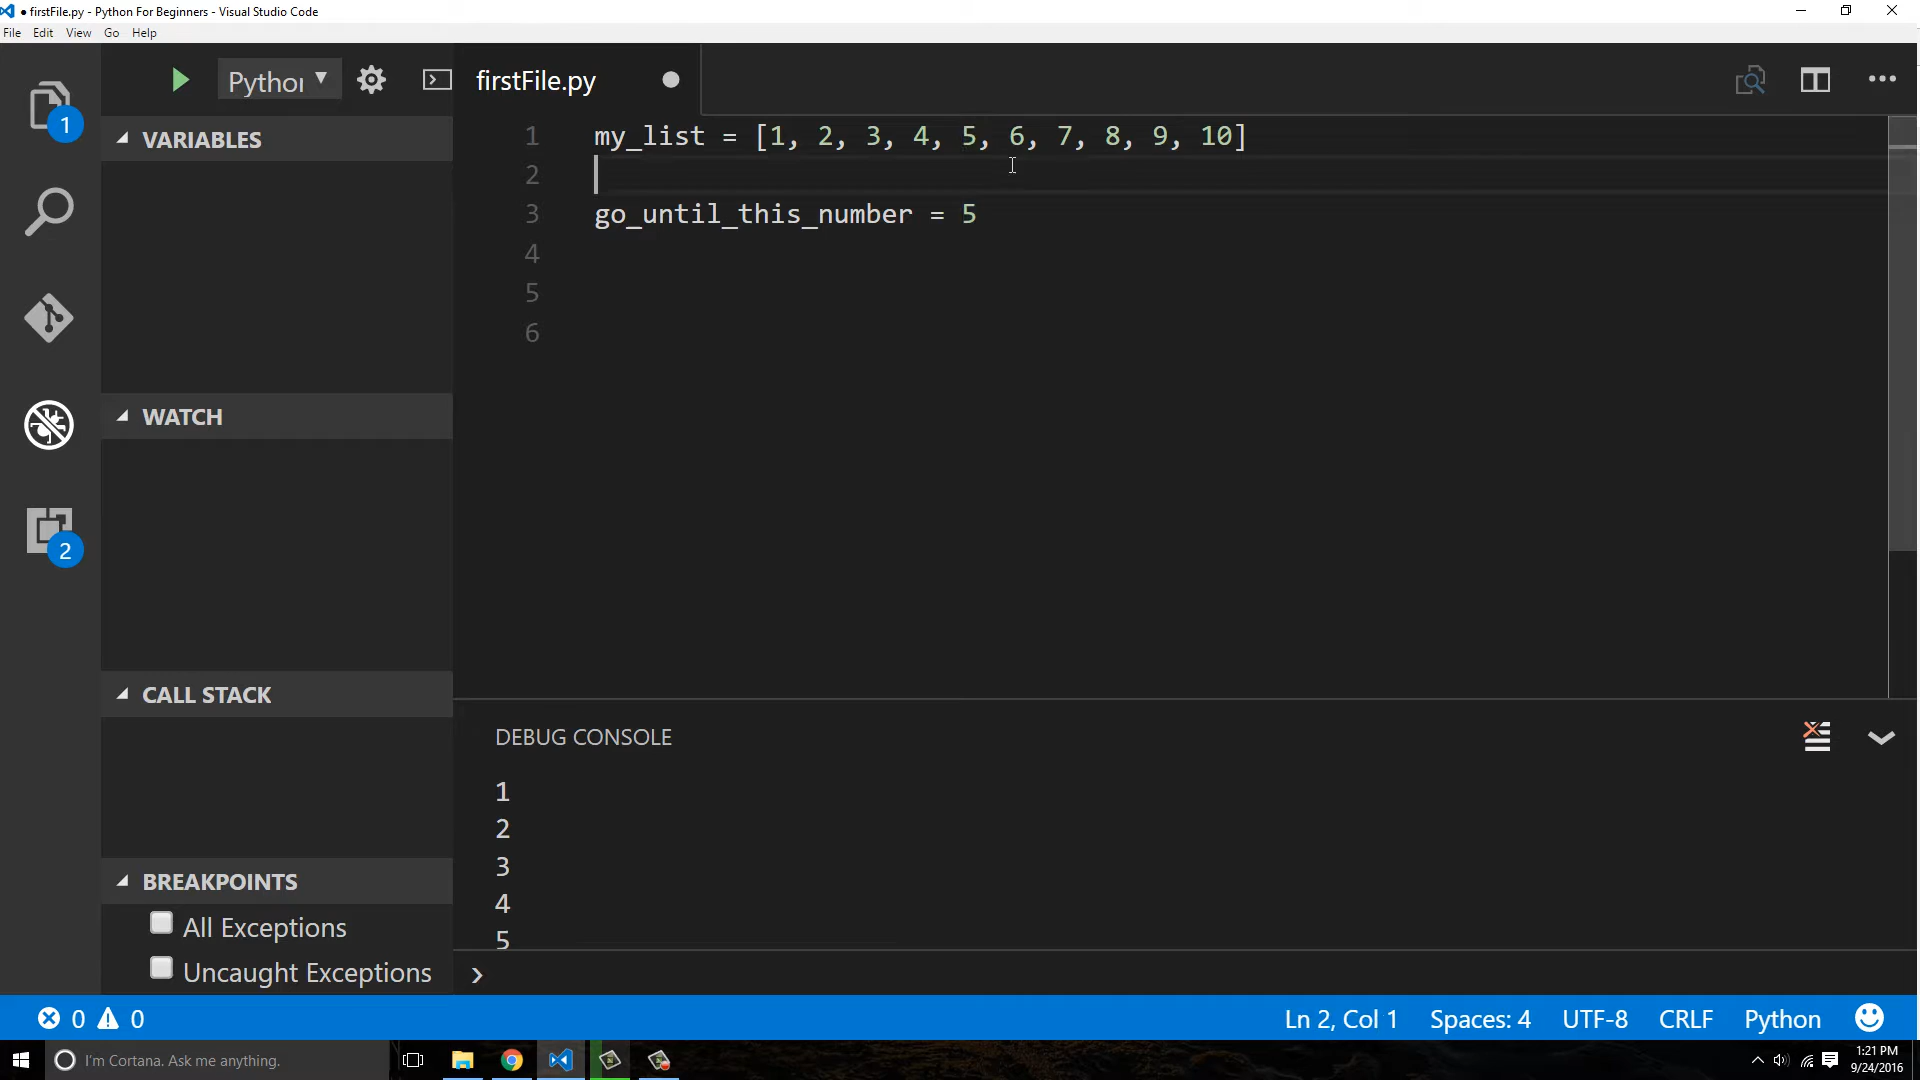 ● firstFile.py - Python For Beginners - Visual Studio Code
File Edit View Go Help
Pythor ▼
firstFile.py
1
VARIABLES
WATCH
CALL STACK
BREAKPOINTS
All Exceptions
Uncaught Exceptions
2
1 my_list = [1, 2, 3, 4, 5, 6, 7, 8, 9, 10]
2
3 go_until_this_number = 5
4
5
6
DEBUG CONSOLE
1
2
3
4
5
0 0
Ln 2, Col 1 Spaces: 4 UTF-8 CRLF Python
I'm Cortana. Ask me anything.
1:21 PM
9/24/2016